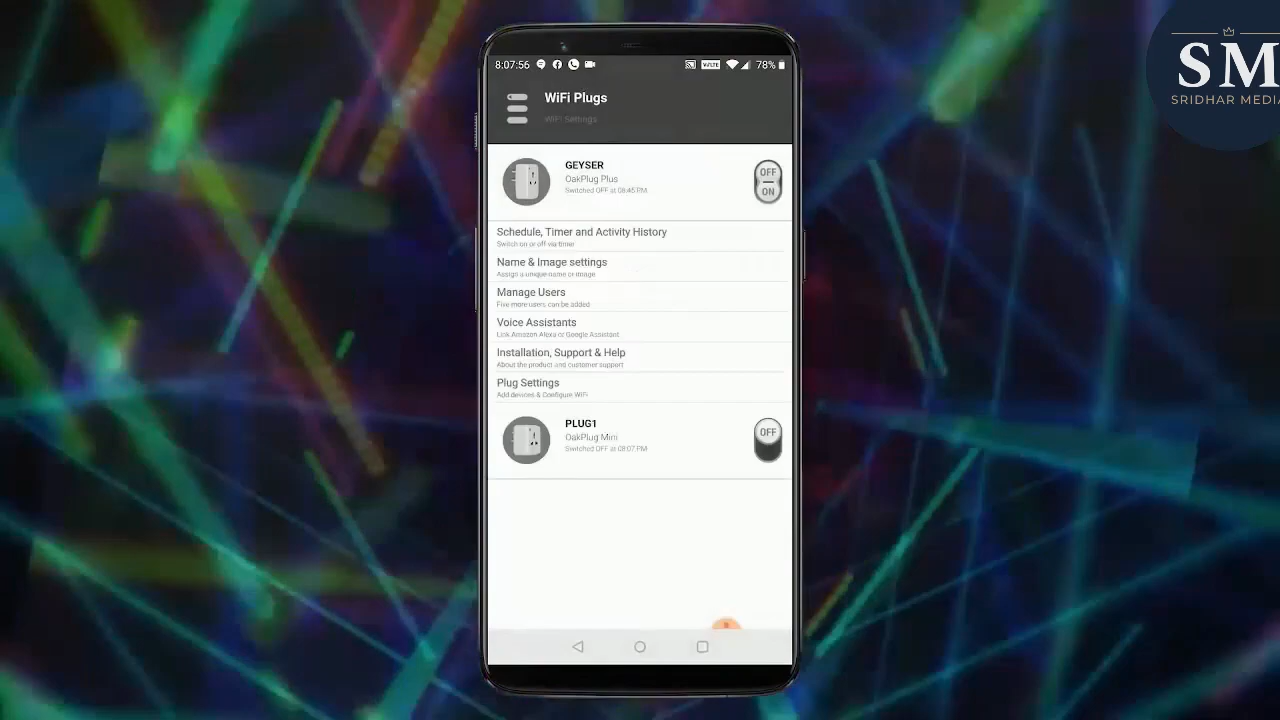 SM
SRIDHAR MEDIA
8:07:56
VoLTE
78%
WiFi Plugs
WiFi Settings
GEYSER
OakPlug Plus
Switched OFF at 08:45 PM
OFF
ON
Schedule, Timer and Activity History
Switch on or off via timer
Name & Image settings
Assign a unique name or image
Manage Users
Five more users can be added
Voice Assistants
Link Amazon Alexa or Google Assistant
Installation, Support & Help
About the product and customer support
Plug Settings
Add devices & Configure WiFi
PLUG1
OakPlug Mini
Switched OFF at 08:07 PM
OFF